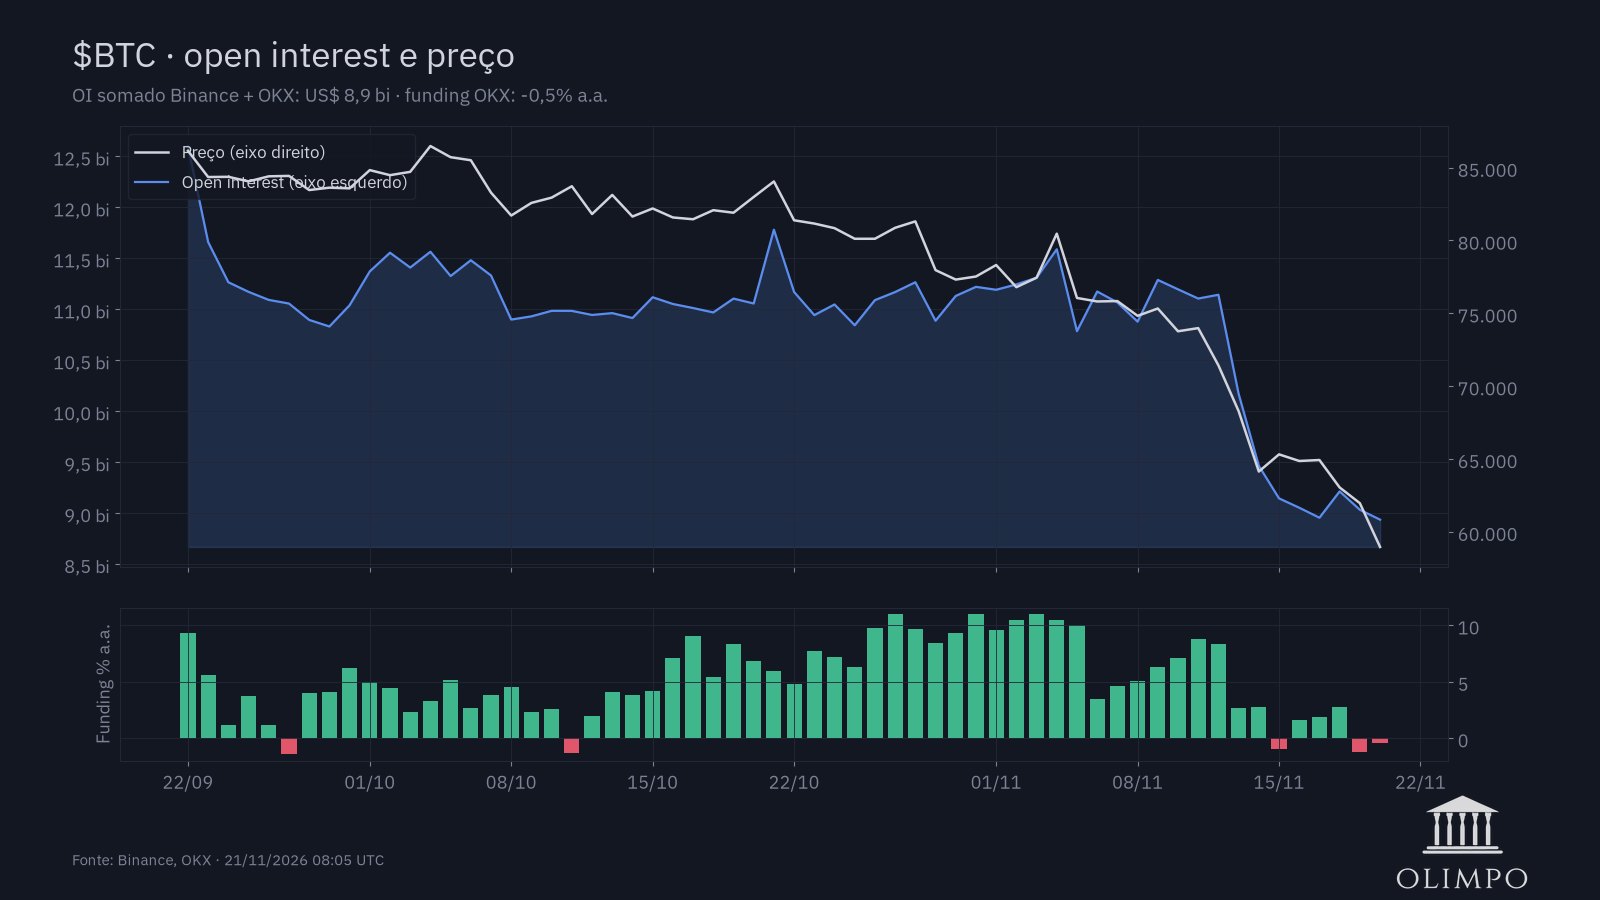 $BTC · open interest e preço
OI somado Binance + OKX: US$ 8,9 bi · funding OKX: -0,5% a.a.
Preço (eixo direito)
Open interest (eixo esquerdo)
12,5 bi
12,0 bi
11,5 bi
11,0 bi
10,5 bi
10,0 bi
9,5 bi
9,0 bi
8,5 bi
85.000
80.000
75.000
70.000
65.000
60.000
Funding % a.a.
10
5
0
22/09
01/10
08/10
15/10
22/10
01/11
08/11
15/11
22/11
Fonte: Binance, OKX · 21/11/2026 08:05 UTC
OLIMPO